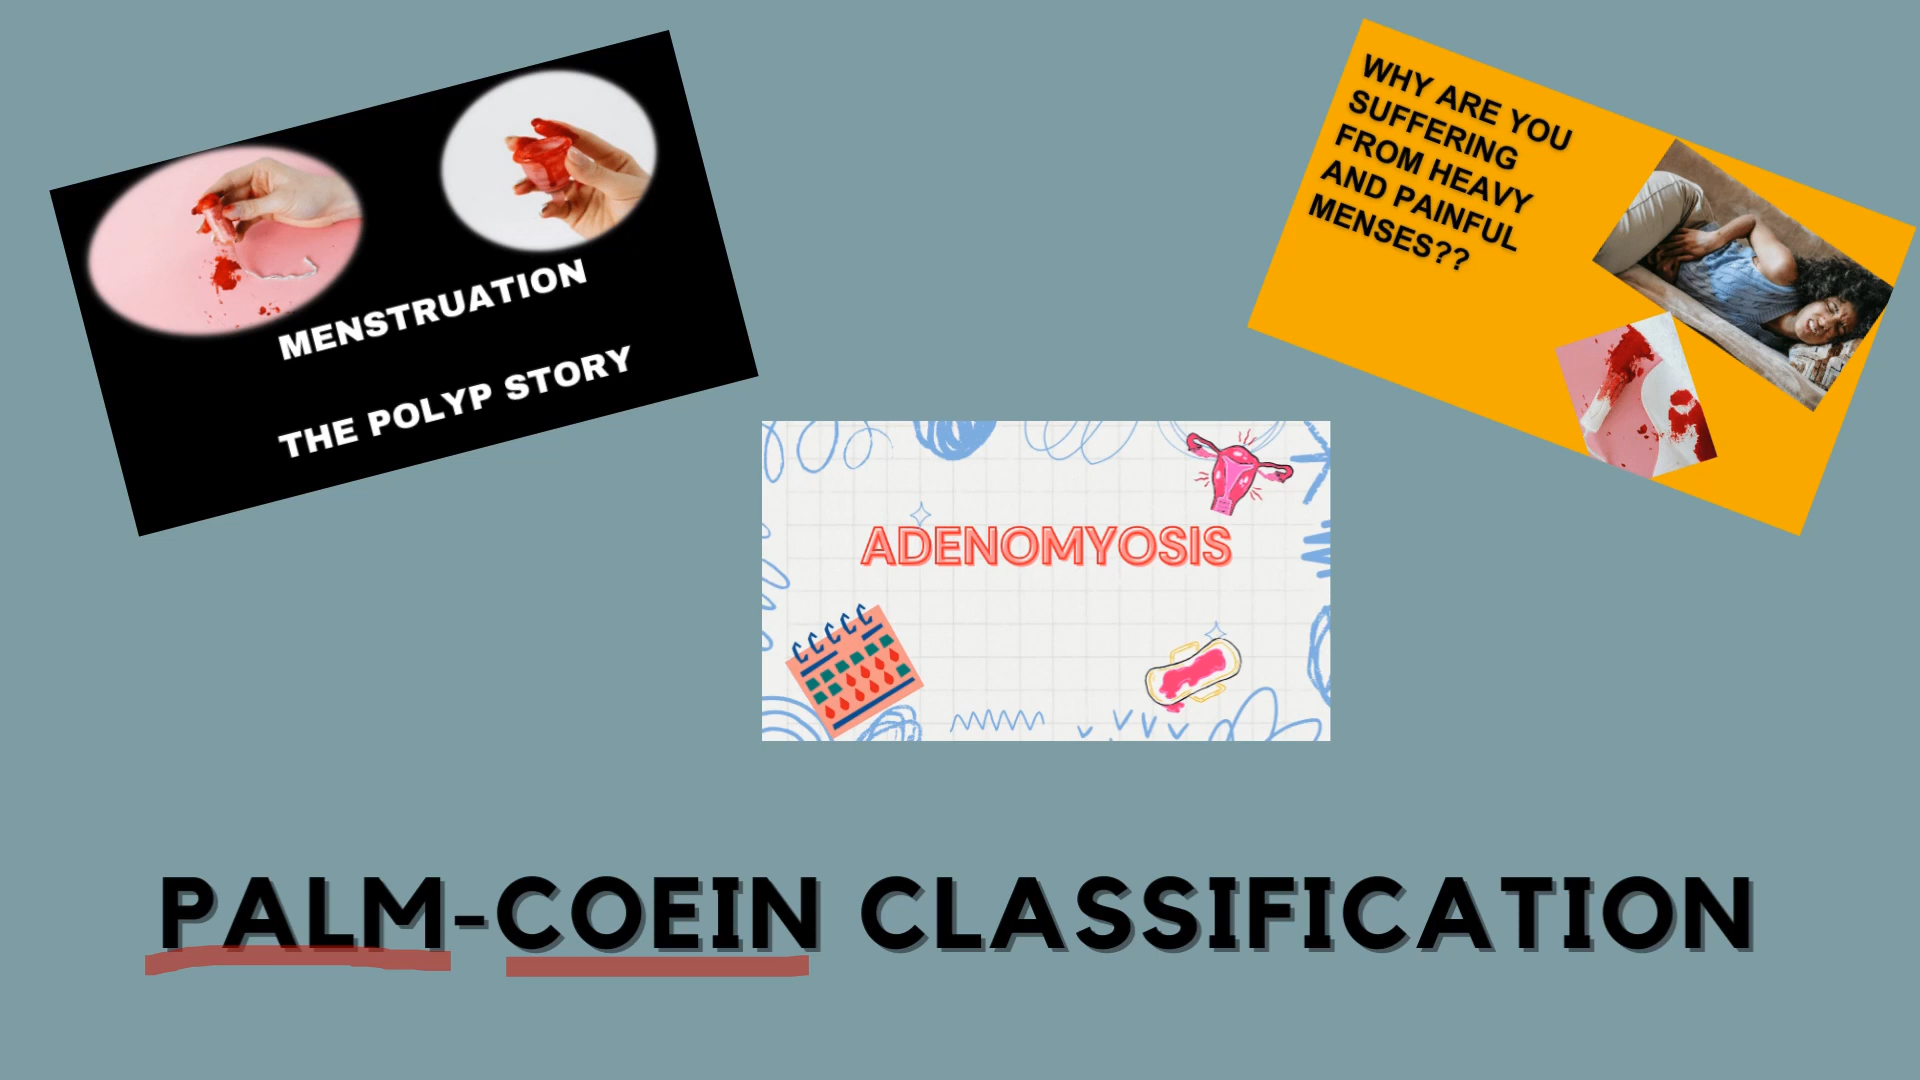 MENSTRUATION
THE POLYP STORY
WHY ARE YOU
SUFFERING
FROM HEAVY
AND PAINFUL
MENSES??
ADENOMYOSIS
PALM-COEIN CLASSIFICATION